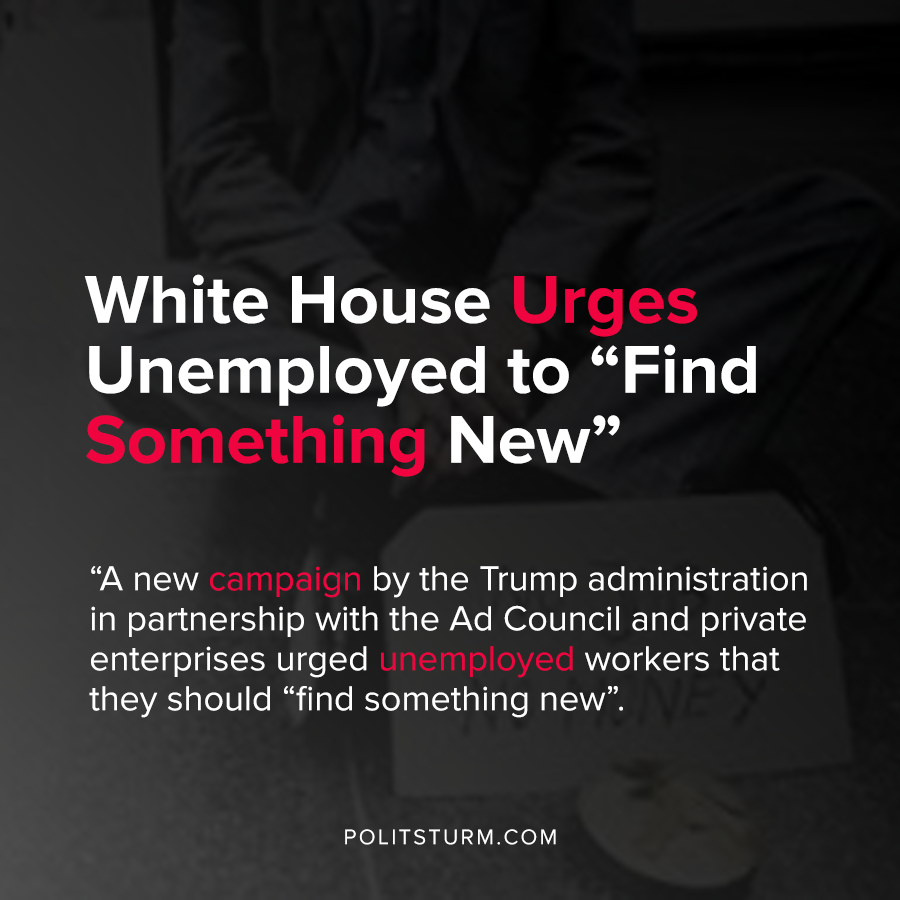 White House Urges
Unemployed to “Find
Something New”
“A new campaign by the Trump administration
in partnership with the Ad Council and private
enterprises urged unemployed workers that
they should “find something new”.
POLITSTURM.COM